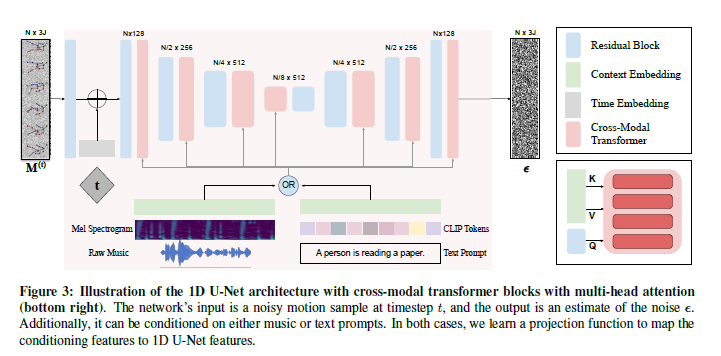 N x 3J
Nx128
N/2 x 256
N/4 x 512
N/8 x 512
N/4 x 512
N/2 x 256
Nx128
N x 3J
M(t)
t
OR
ϵ
Mel Spectrogram
CLIP Tokens
Raw Music
A person is reading a paper.
Text Prompt
Residual Block
Context Embedding
Time Embedding
Cross-Modal
Transformer
K
V
Q
Figure 3: Illustration of the 1D U-Net architecture with cross-modal transformer blocks with multi-head attention
(bottom right). The network's input is a noisy motion sample at timestep t, and the output is an estimate of the noise ϵ.
Additionally, it can be conditioned on either music or text prompts. In both cases, we learn a projection function to map the
conditioning features to 1D U-Net features.